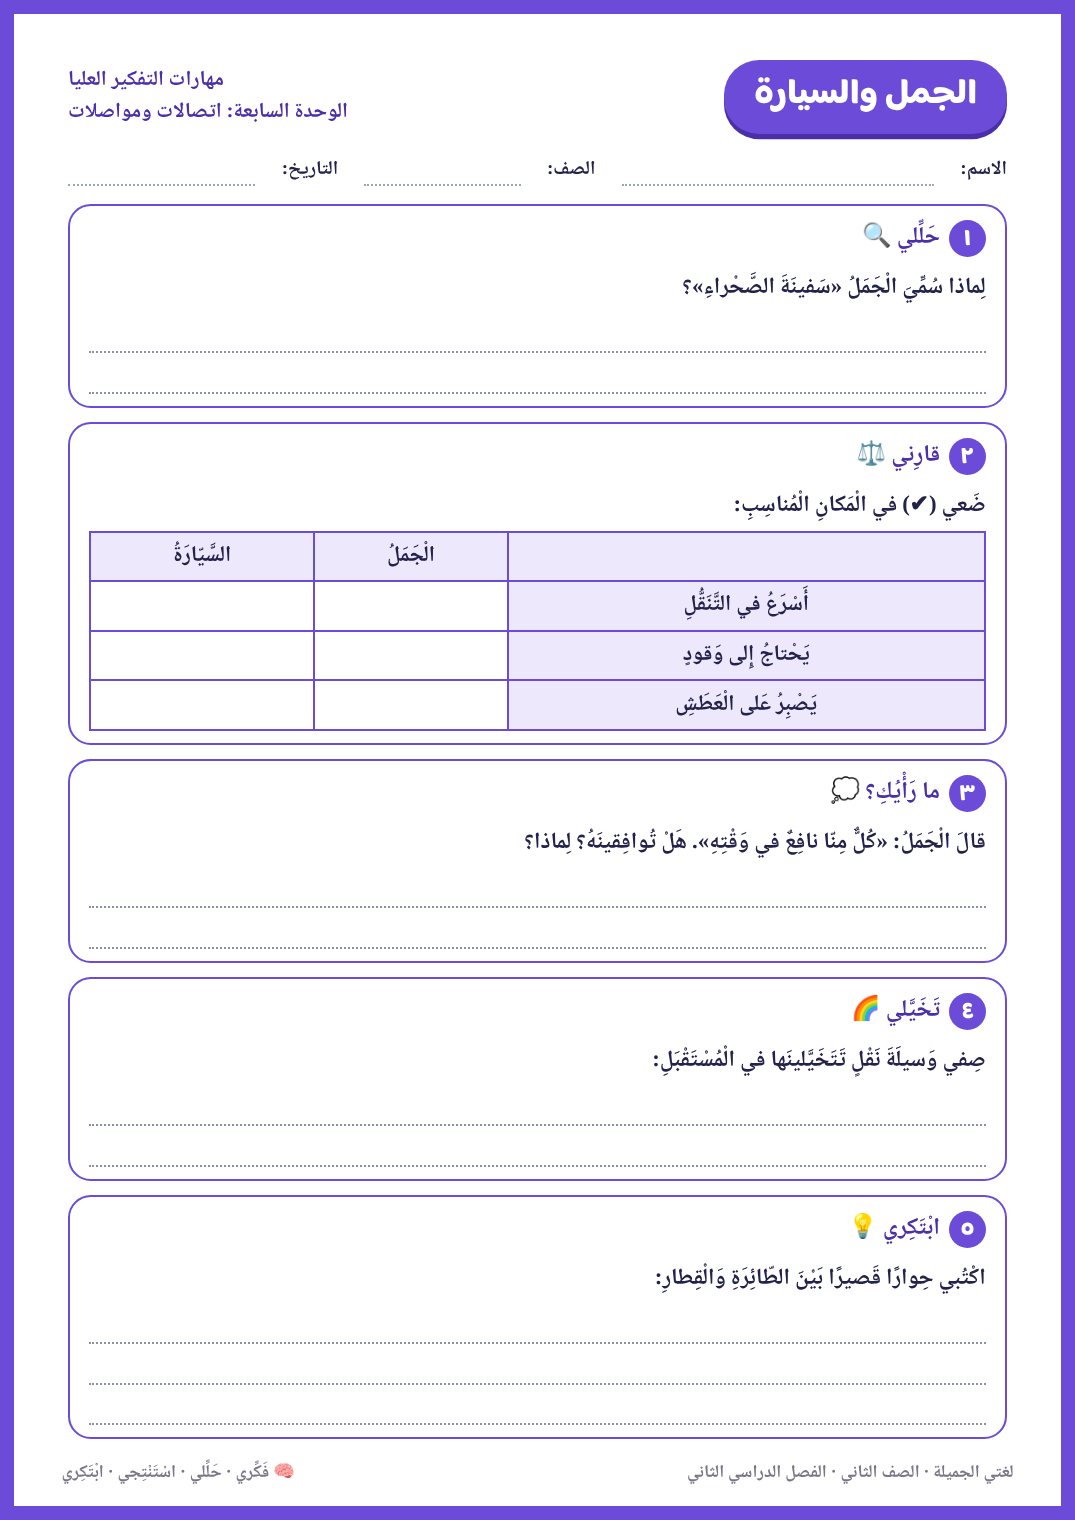 الجمل والسيارة
مهارات التفكير العليا
الوحدة السابعة: اتصالات ومواصلات
الاسم: الصف: التاريخ:
١ حَلِّلي 🔍
لِماذا سُمِّيَ الْجَمَلُ «سَفينَةَ الصَّحْراءِ»؟
٢ قارِني ⚖️
ضَعي (✔) في الْمَكانِ الْمُناسِبِ:
الْجَمَلُ السَّيّارَةُ
أَسْرَعُ في التَّنَقُّلِ
يَحْتاجُ إِلى وَقودٍ
يَصْبِرُ عَلى الْعَطَشِ
٣ ما رَأْيُكِ؟ 💭
قالَ الْجَمَلُ: «كُلٌّ مِنّا نافِعٌ في وَقْتِهِ». هَلْ تُوافِقينَهُ؟ لِماذا؟
٤ تَخَيَّلي 🌈
صِفي وَسيلَةَ نَقْلٍ تَتَخَيَّلينَها في الْمُسْتَقْبَلِ:
٥ ابْتَكِري 💡
اكْتُبي حِوارًا قَصيرًا بَيْنَ الطّائِرَةِ وَالْقِطارِ:
لغتي الجميلة · الصف الثاني · الفصل الدراسي الثاني
🧠 فَكِّري · حَلِّلي · اسْتَنْتِجي · ابْتَكِري